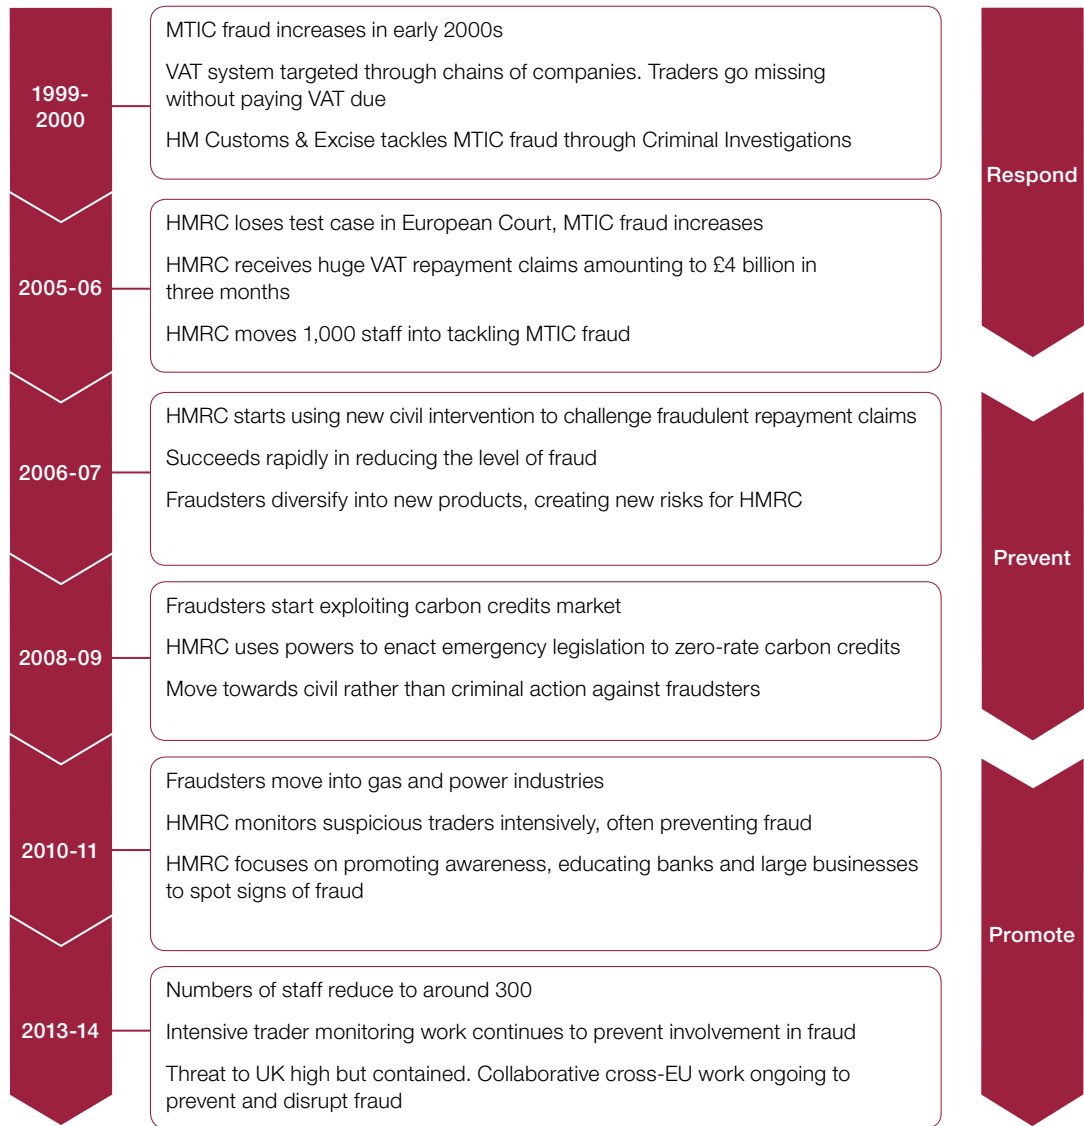 1999-
2000
MTIC fraud increases in early 2000s
VAT system targeted through chains of companies. Traders go missing
without paying VAT due
HM Customs & Excise tackles MTIC fraud through Criminal Investigations
Respond
2005-06
HMRC loses test case in European Court, MTIC fraud increases
HMRC receives huge VAT repayment claims amounting to £4 billion in
three months
HMRC moves 1,000 staff into tackling MTIC fraud
2006-07
HMRC starts using new civil intervention to challenge fraudulent repayment claims
Succeeds rapidly in reducing the level of fraud
Fraudsters diversify into new products, creating new risks for HMRC
Prevent
2008-09
Fraudsters start exploiting carbon credits market
HMRC uses powers to enact emergency legislation to zero-rate carbon credits
Move towards civil rather than criminal action against fraudsters
2010-11
Fraudsters move into gas and power industries
HMRC monitors suspicious traders intensively, often preventing fraud
HMRC focuses on promoting awareness, educating banks and large businesses
to spot signs of fraud
Promote
2013-14
Numbers of staff reduce to around 300
Intensive trader monitoring work continues to prevent involvement in fraud
Threat to UK high but contained. Collaborative cross-EU work ongoing to
prevent and disrupt fraud